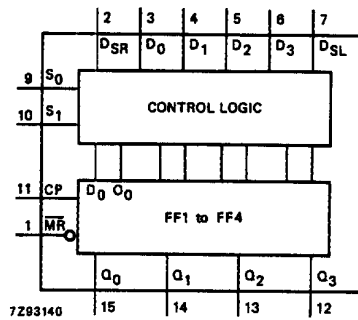 2 3 4 5 6 7
DSR D0 D1 D2 D3 DSL
9 S0
CONTROL LOGIC
10 S1
D0 O0
11 CP
FF1 to FF4
1 MR
Q0 Q1 Q2 Q3
7Z93140 15 14 13 12